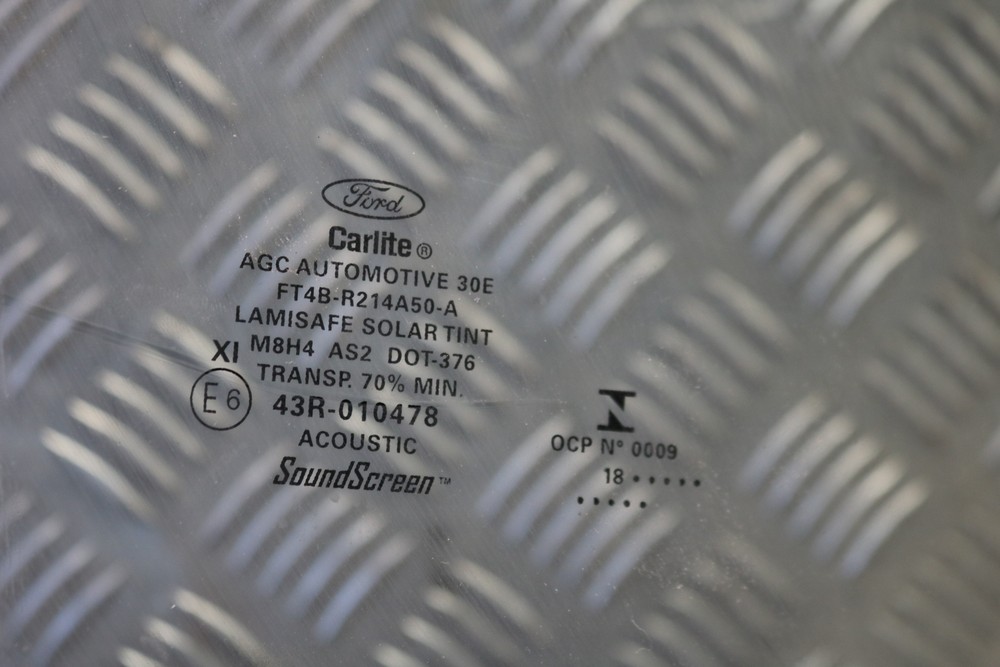 Ford
Carlite®
AGC AUTOMOTIVE 30E
FT4B-R214A50-A
LAMISAFE SOLAR TINT
M8H4 AS2 DOT-376
TRANSP. 70% MIN.
XI
E6
43R-010478
ACOUSTIC
SoundScreen™
OCP N° 0009
18 • • • • •
• • • • •